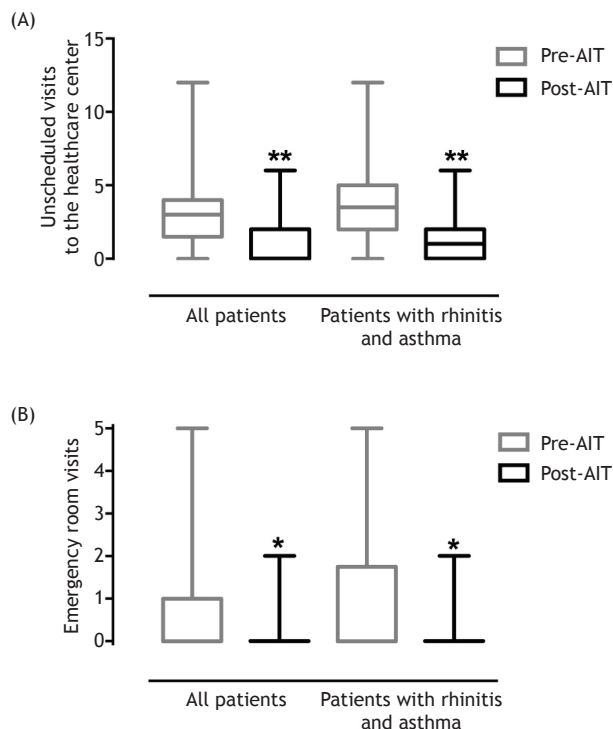 (A)
Unscheduled visits
to the healthcare center
15
10
5
0
**
**
Pre-AIT
Post-AIT
All patients
Patients with rhinitis
and asthma
(B)
Emergency room visits
5
4
3
2
1
0
*
*
Pre-AIT
Post-AIT
All patients
Patients with rhinitis
and asthma